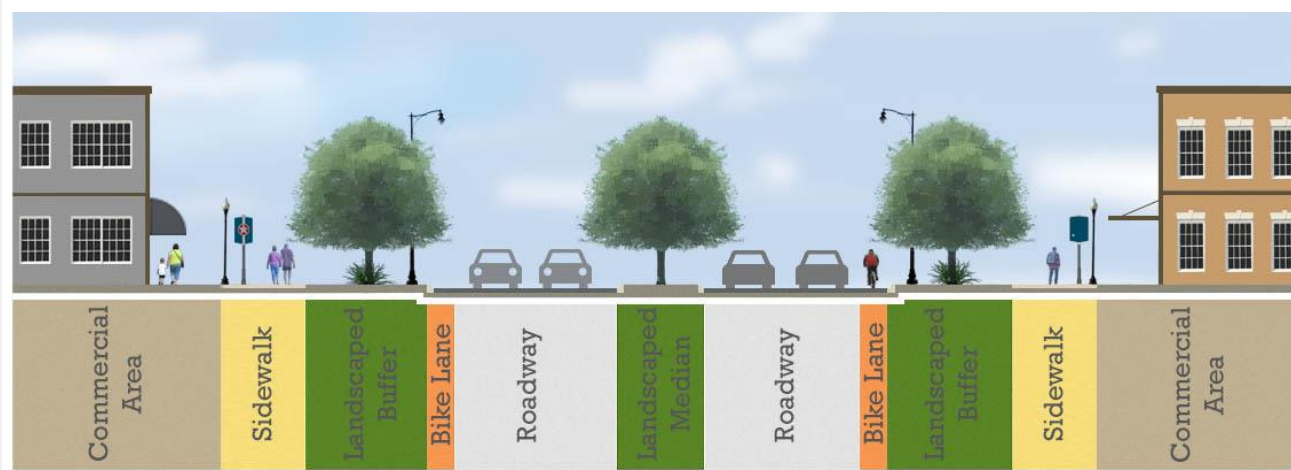 Commercial
Area
Sidewalk
Landscaped
Buffer
Bike Lane
Roadway
Landscaped
Median
Roadway
Bike Lane
Landscaped
Buffer
Sidewalk
Commercial
Area